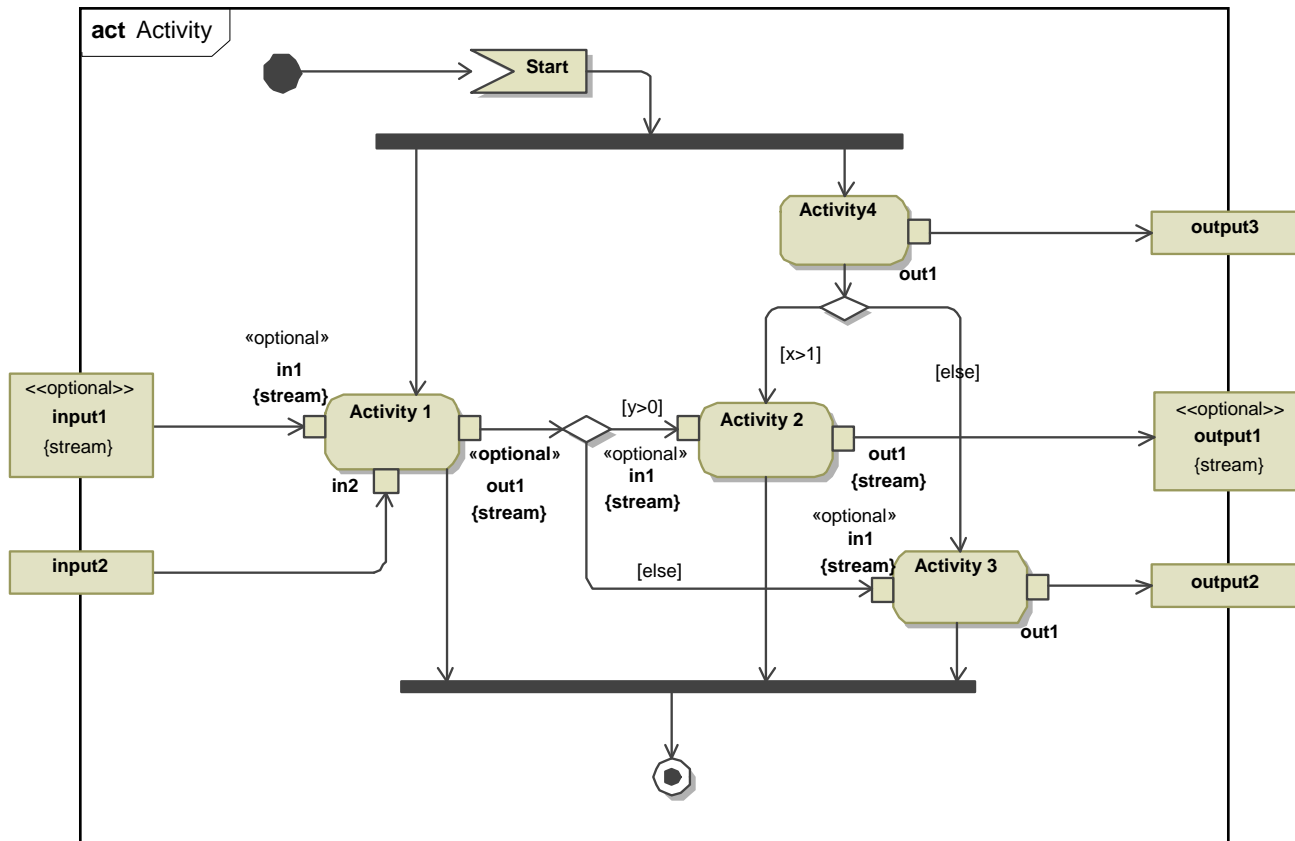 act Activity
Start
Activity4
output3
out1
«optional»
in1
{stream}
[x>1]
[else]
<<optional>>
input1
{stream}
Activity 1
[y>0]
Activity 2
<<optional>>
output1
{stream}
«optional»
out1
{stream}
«optional»
in1
{stream}
out1
{stream}
in2
«optional»
in1
{stream}
input2
[else]
Activity 3
output2
out1